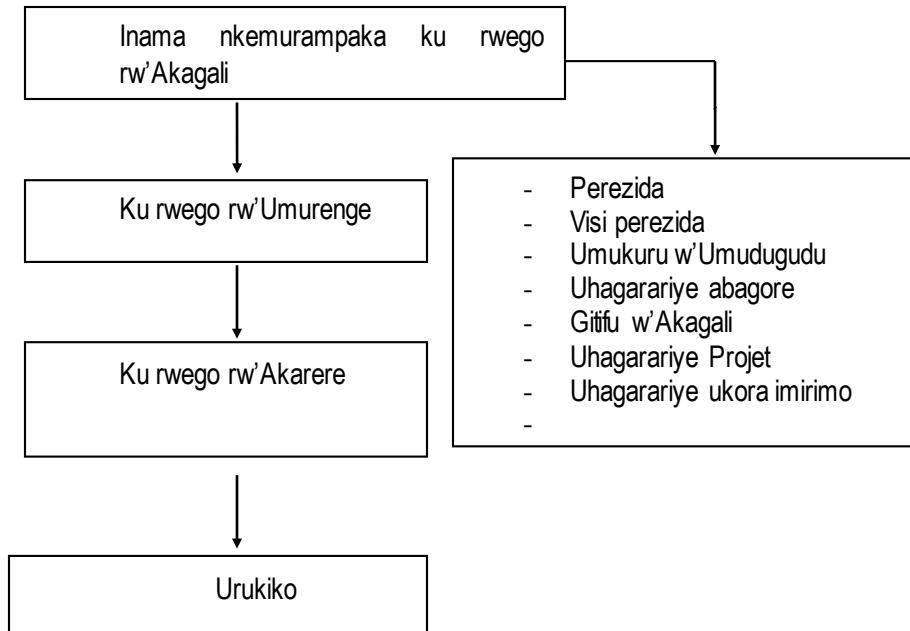 Inama nkemurampaka ku rwego
rw’Akagali
Ku rwego rw’Umurenge
Ku rwego rw’Akarere
Urukiko
- Perezida
- Visi perezida
- Umukuru w’Umudugudu
- Uhagarariye abagore
- Gitifu w’Akagali
- Uhagarariye Projet
- Uhagarariye ukora imirimo
-